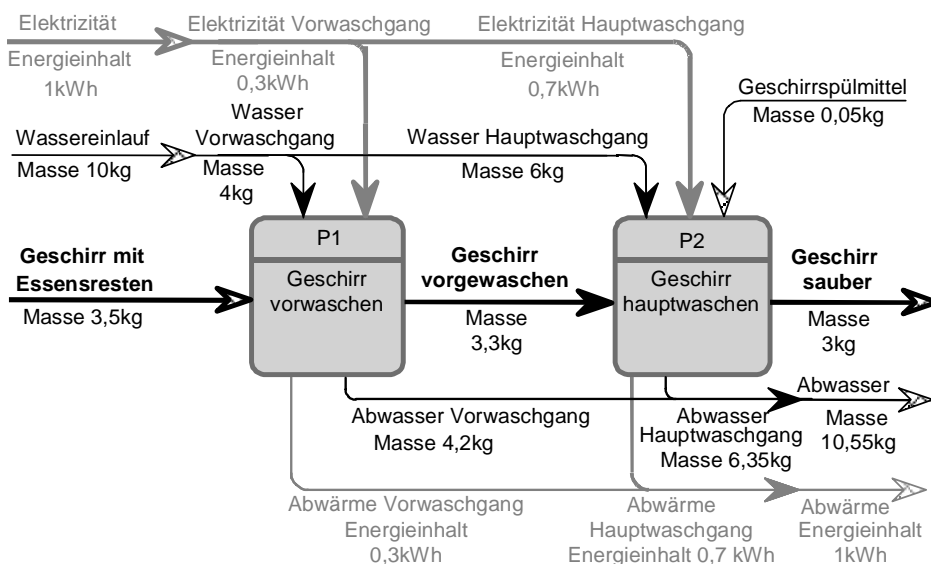 Elektrizität
Elektrizität Vorwaschgang
Elektrizität Hauptwaschgang
Energieinhalt
1kWh
Energieinhalt
0,3kWh
Energieinhalt
0,7kWh
Geschirrspülmittel
Masse 0,05kg
Wassereinlauf
Masse 10kg
Wasser
Vorwaschgang
Masse
4kg
Wasser Hauptwaschgang
Masse 6kg
P1
Geschirr
vorwaschen
P2
Geschirr
hauptwaschen
Geschirr mit
Essensresten
Masse 3,5kg
Geschirr
vorgewaschen
Masse
3,3kg
Geschirr
sauber
Masse
3kg
Abwasser Vorwaschgang
Masse 4,2kg
Abwasser
Hauptwaschgang
Masse 6,35kg
Abwasser
Masse
10,55kg
Abwärme Vorwaschgang
Energieinhalt
0,3kWh
Abwärme
Hauptwaschgang
Energieinhalt 0,7 kWh
Abwärme
Energieinhalt
1kWh